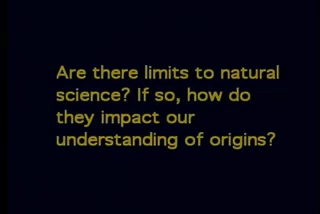 Are there limits to natural
science? If so, how do
they impact our
understanding of origins?